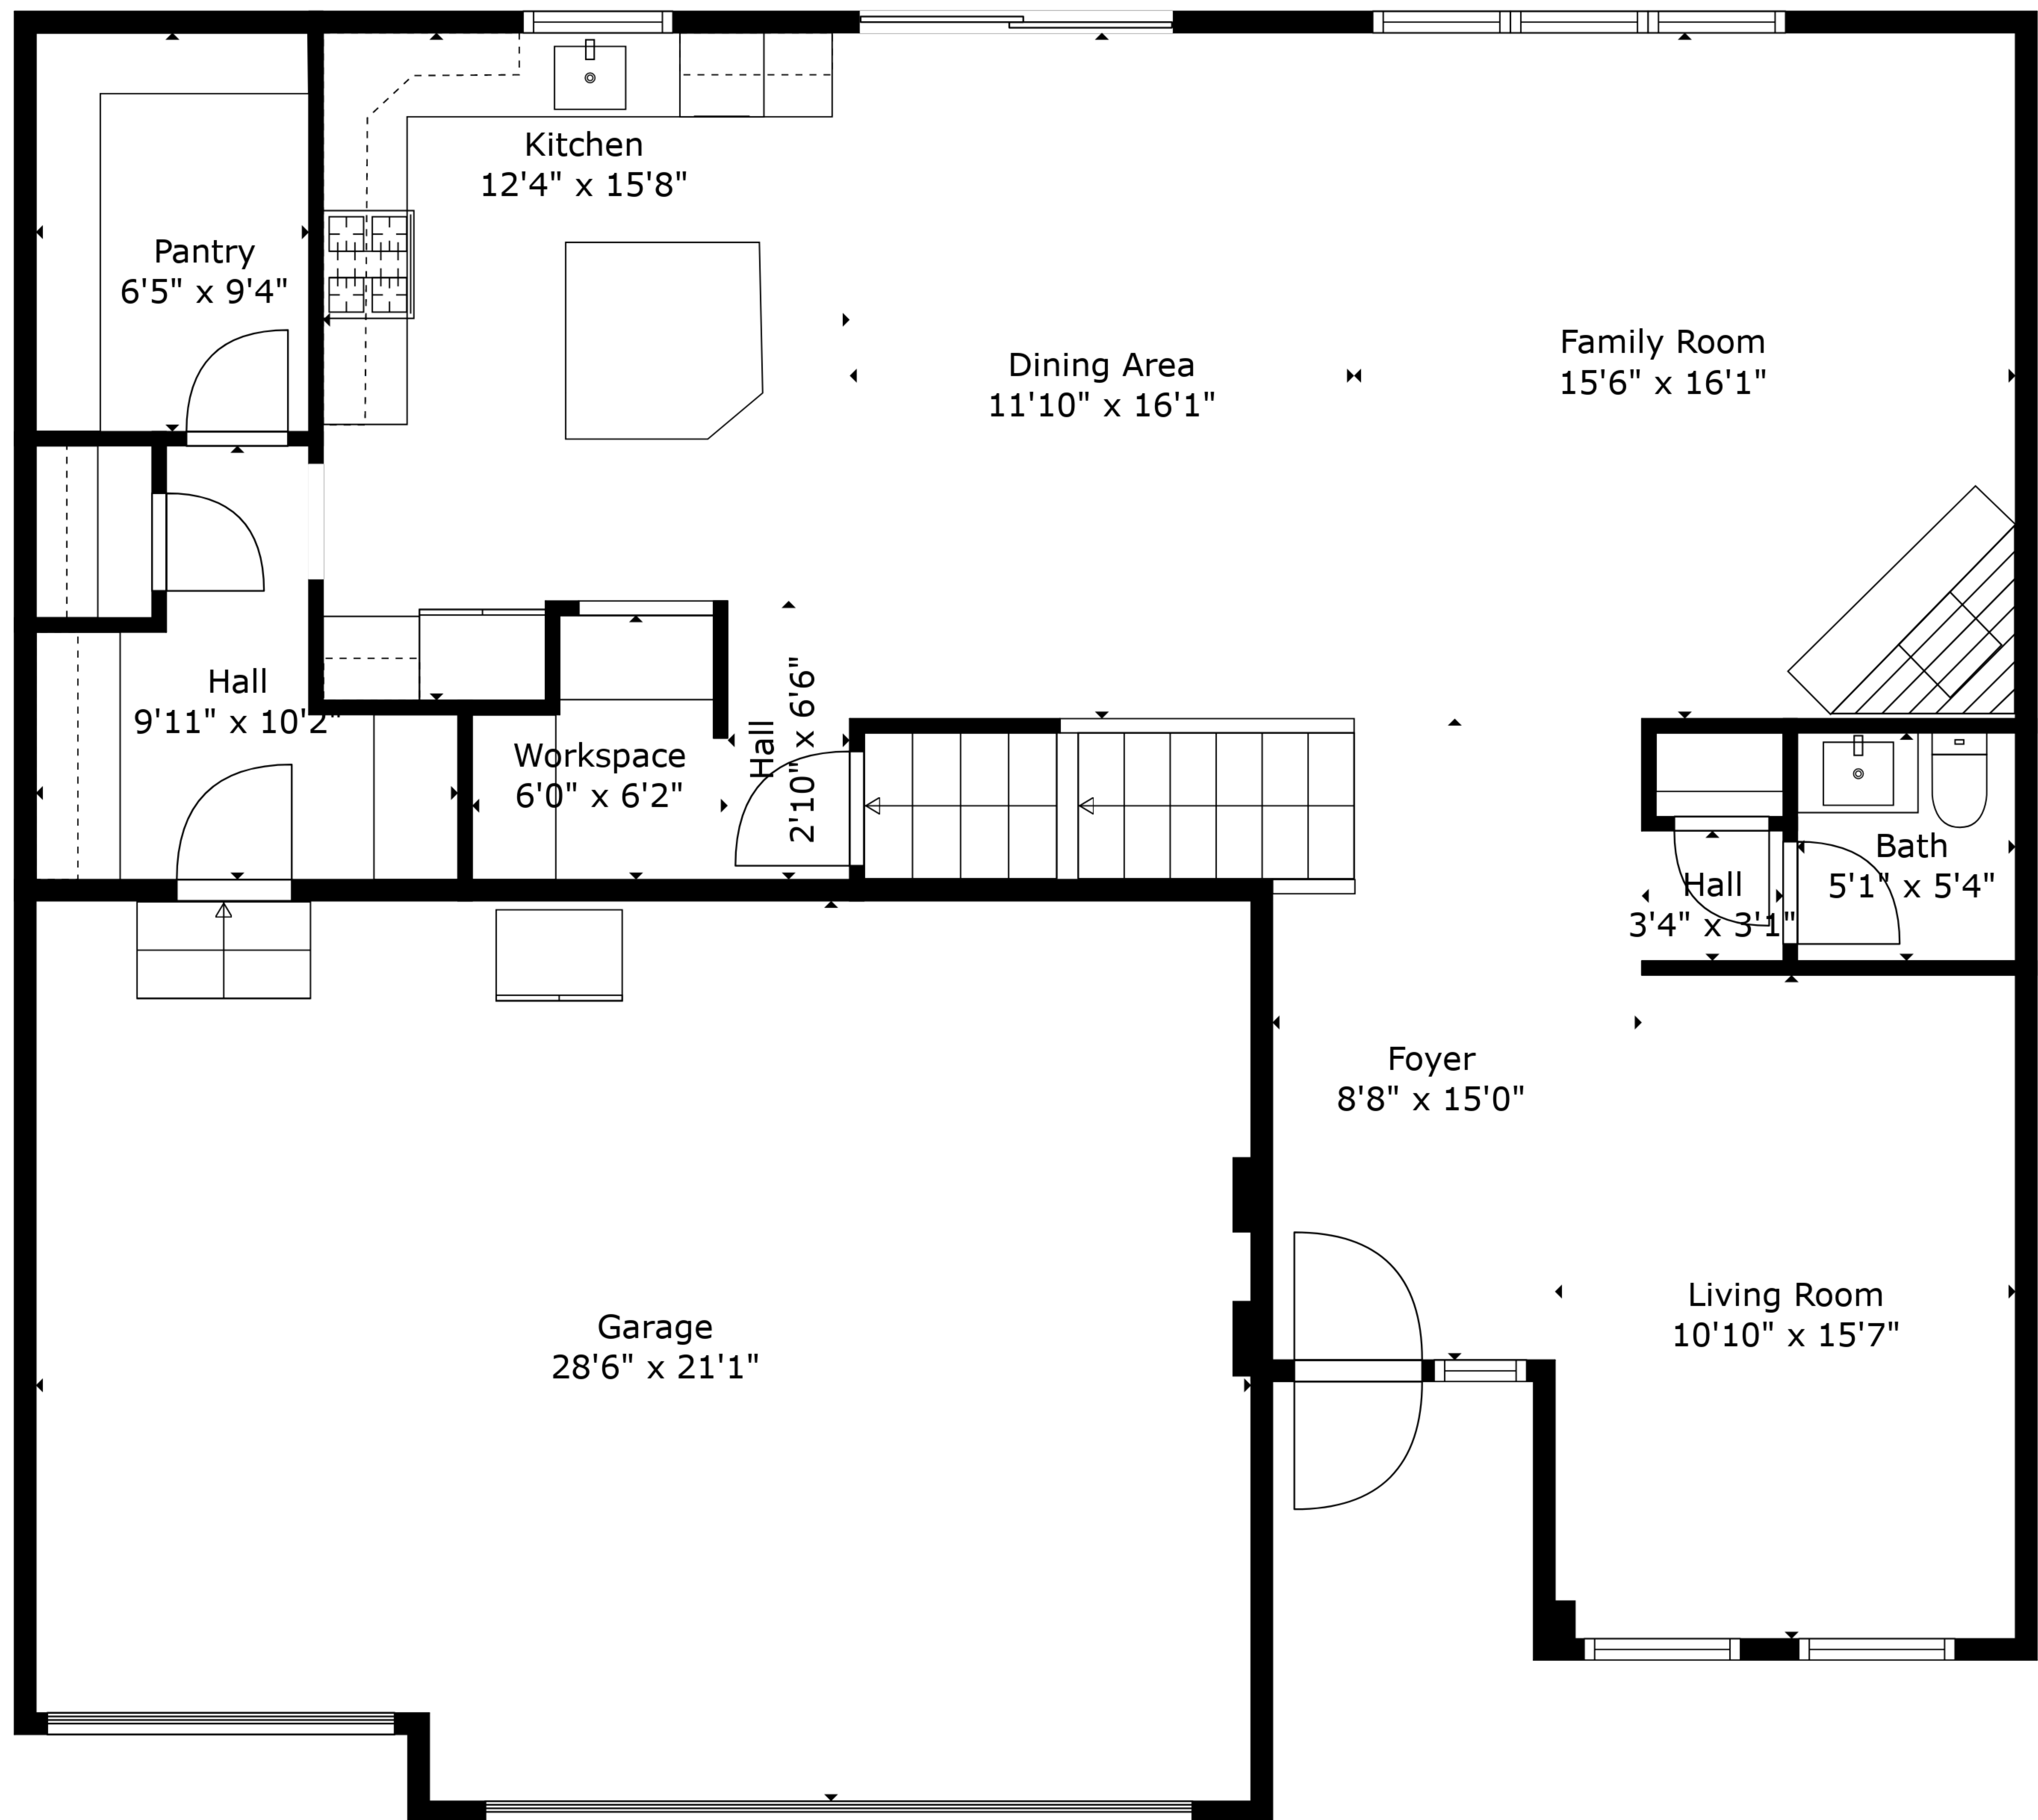 Kitchen
12'4" x 15'8"
Pantry
6'5" x 9'4"
Dining Area
11'10" x 16'1"
Family Room
15'6" x 16'1"
Hall
9'11" x 10'2"
Workspace
6'0" x 6'2"
Hall
2'10" x 6'6"
Hall
3'4" x 3'1"
Bath
5'1" x 5'4"
Foyer
8'8" x 15'0"
Garage
28'6" x 21'1"
Living Room
10'10" x 15'7"